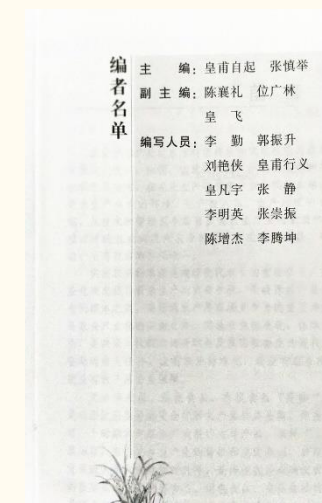 编者名单
主　编：皇甫自起　张慎举
副主编：陈襄礼　位广林
皇　飞
编写人员：李　勤　郭振升
刘艳侠　皇甫行义
皇凡宇　张　静
李明英　张崇振
陈增杰　李腾坤